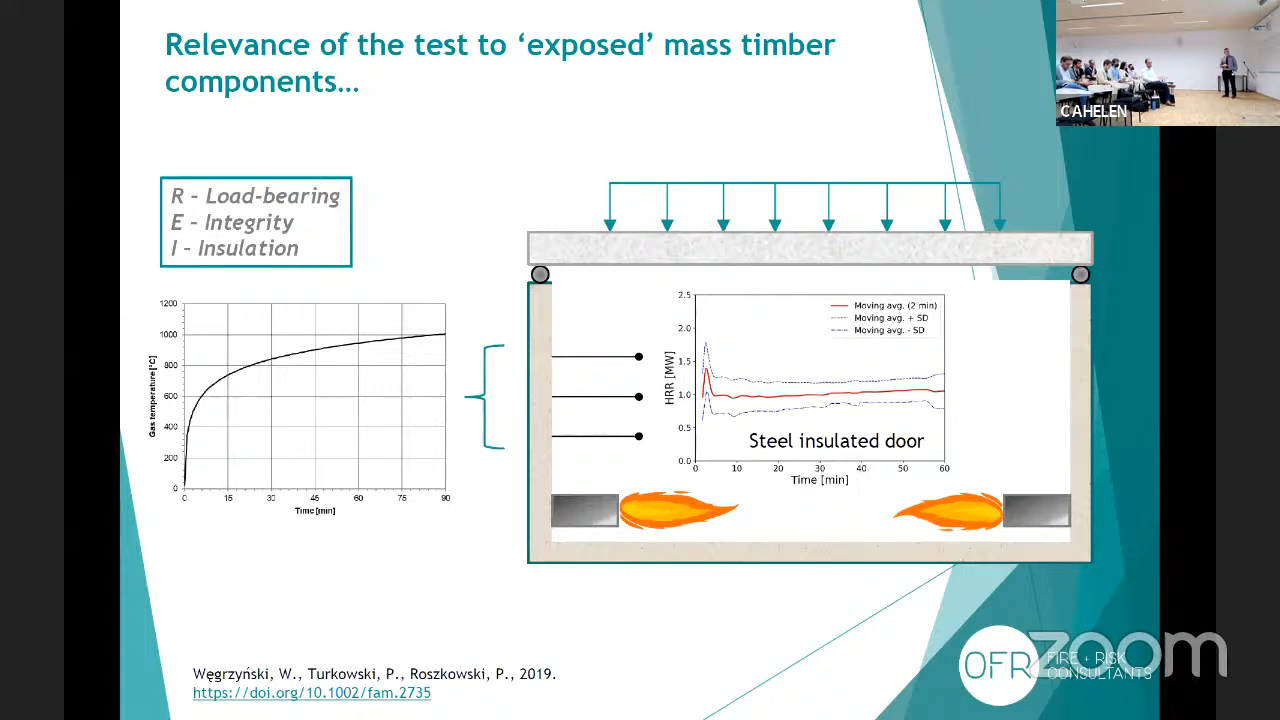 Relevance of the test to ‘exposed’ mass timber
components…
CAHELEN
R – Load-bearing
E – Integrity
I – Insulation
1200
1000
800
600
400
200
0
Gas temperature [°C]
0 15 30 45 60 75 90
Time [min]
2.5
2.0
1.5
1.0
0.5
0.0
HRR [MW]
Moving avg. (2 min)
Moving avg. + SD
Moving avg. - SD
Steel insulated door
0 10 20 30 40 50 60
Time [min]
Węgrzyński, W., Turkowski, P., Roszkowski, P., 2019.
https://doi.org/10.1002/fam.2735
OFR
FIRE + RISK
CONSULTANTS
zoom